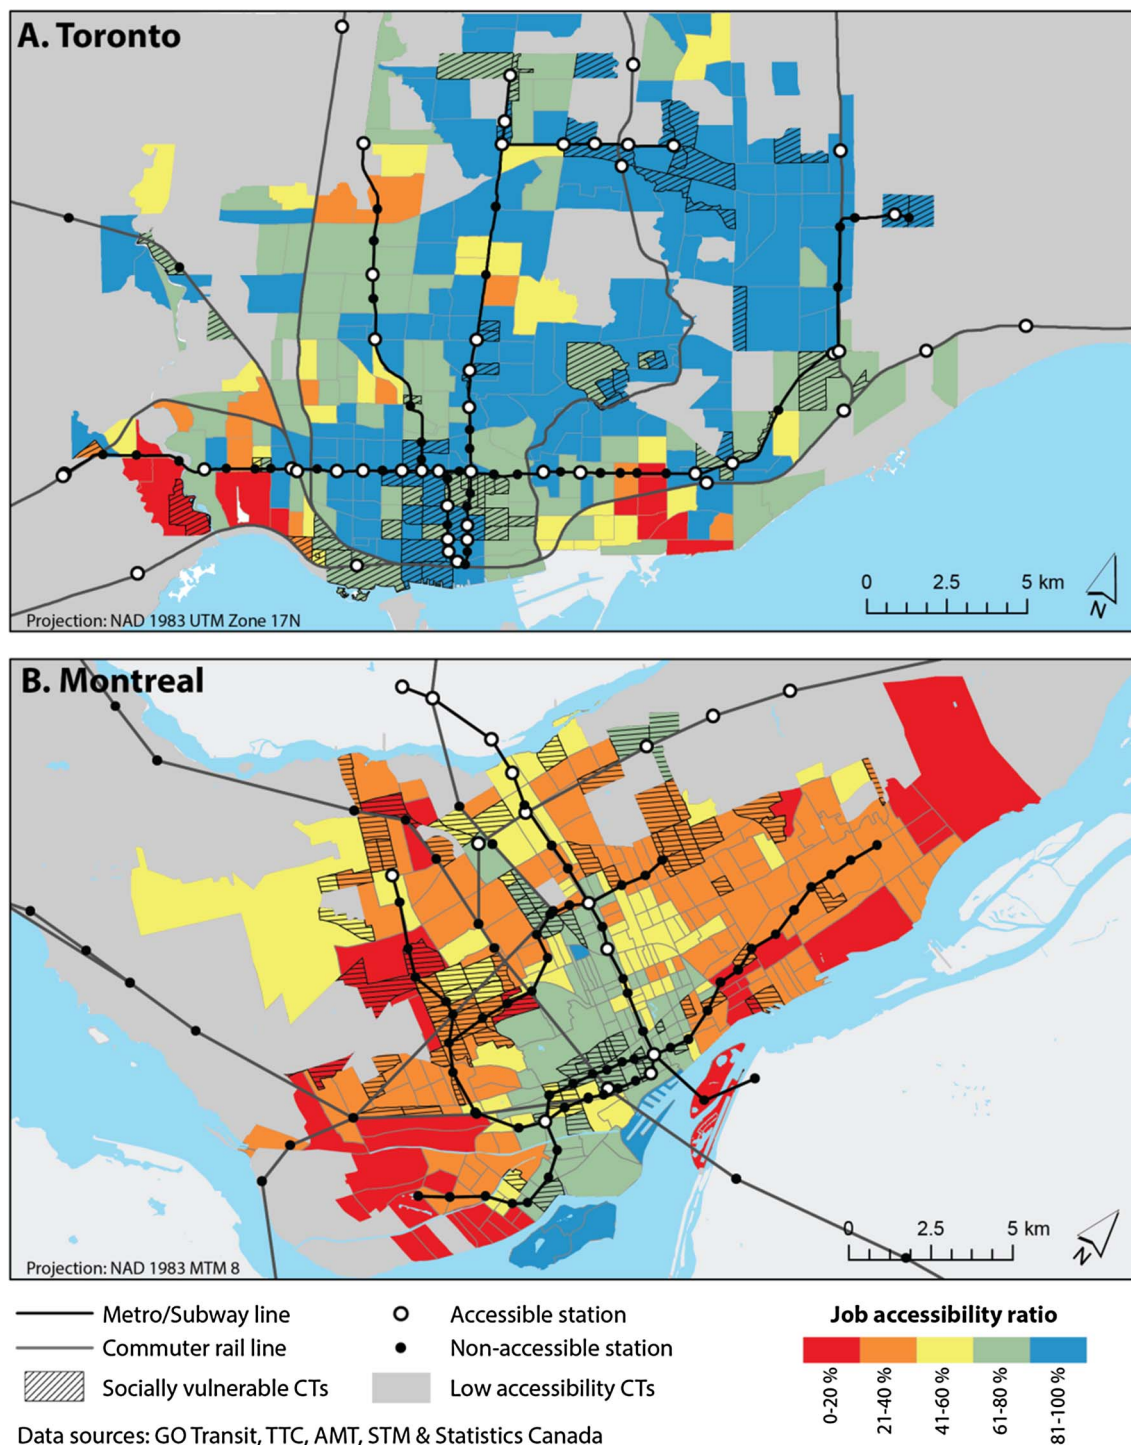 A. Toronto
0 2.5 5 km
N
Projection: NAD 1983 UTM Zone 17N
B. Montreal
0 2.5 5 km
N
Projection: NAD 1983 MTM 8
Metro/Subway line
Accessible station
Job accessibility ratio
Commuter rail line
Non-accessible station
Socially vulnerable CTs
Low accessibility CTs
0-20 %
21-40 %
41-60 %
61-80 %
81-100 %
Data sources: GO Transit, TTC, AMT, STM & Statistics Canada